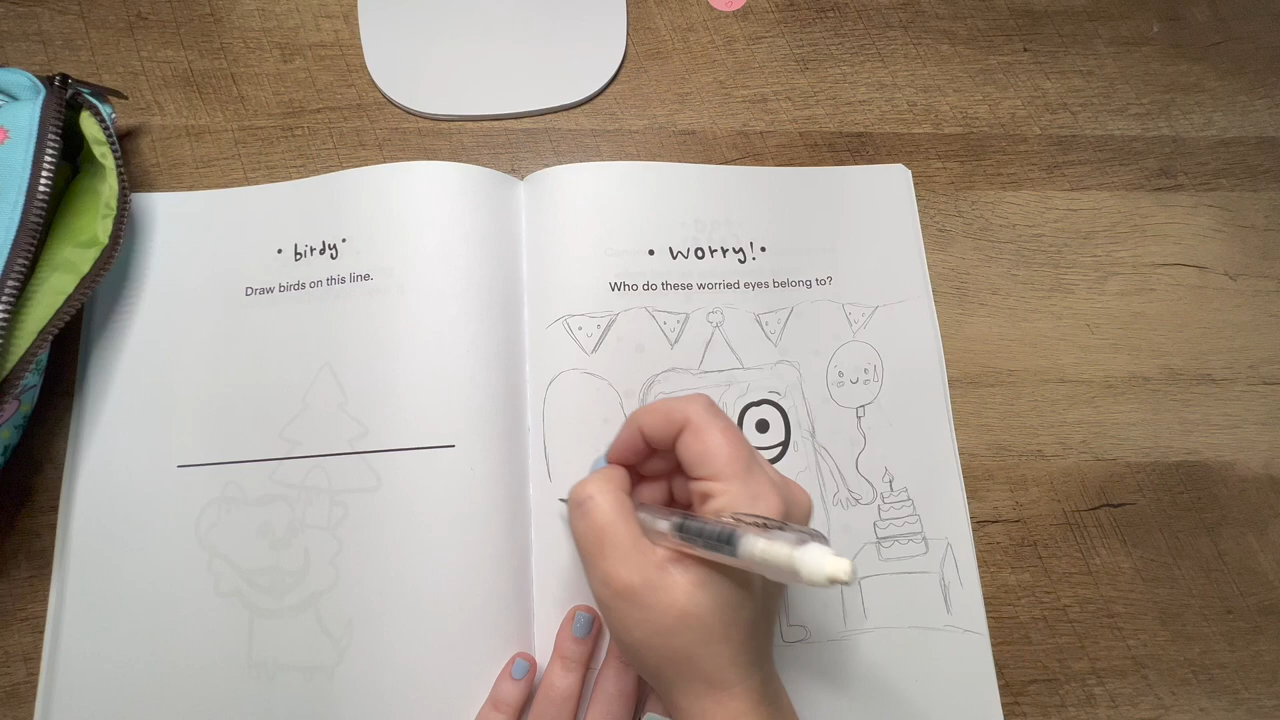 • birdy •
Draw birds on this line.
• worry! •
Who do these worried eyes belong to?